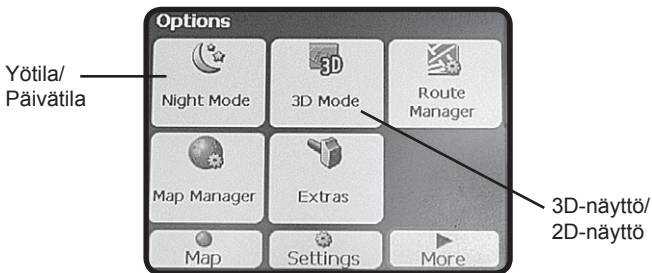 Options
Yötila/
Päivätila
Night Mode
3D
3D Mode
Route
Manager
Map Manager
Extras
3D-näyttö/
2D-näyttö
Map
Settings
More